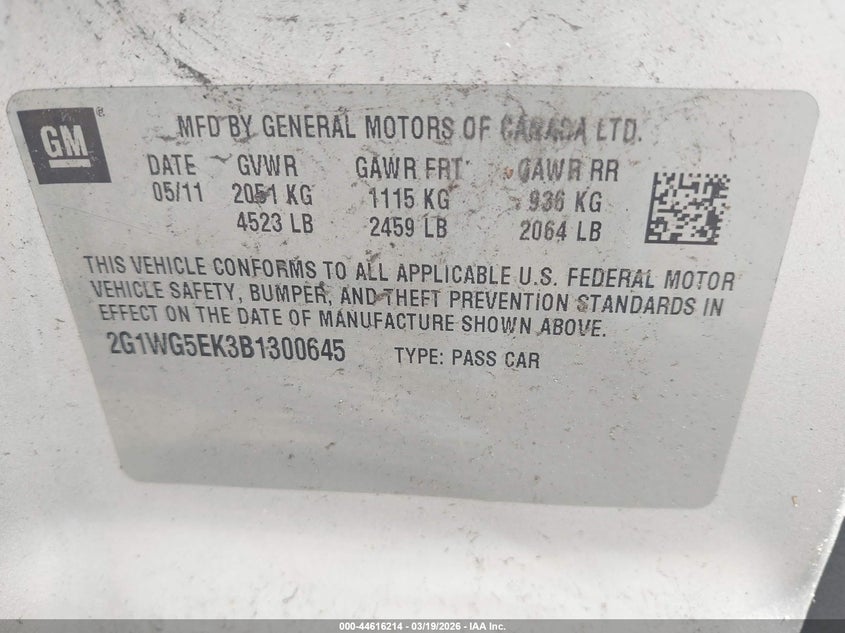 GM
MFD BY GENERAL MOTORS OF CANADA LTD.
DATE GVWR GAWR FRT GAWR RR
05/11 2051 KG 1115 KG 936 KG
4523 LB 2459 LB 2064 LB
THIS VEHICLE CONFORMS TO ALL APPLICABLE U.S. FEDERAL MOTOR
VEHICLE SAFETY, BUMPER, AND THEFT PREVENTION STANDARDS IN
EFFECT ON THE DATE OF MANUFACTURE SHOWN ABOVE.
2G1WG5EK3B1300645 TYPE: PASS CAR
000-44616214 - 03/19/2026 - IAA Inc.